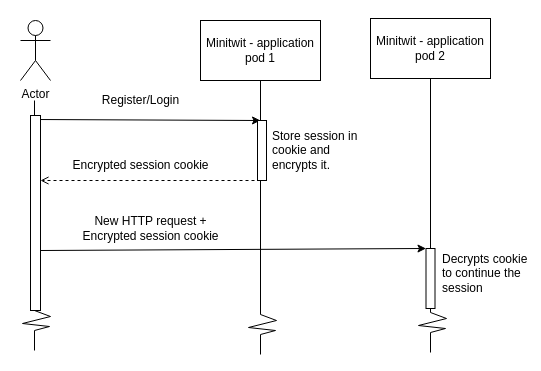 Minitwit - application
pod 1
Minitwit - application
pod 2
Actor
Register/Login
Store session in
cookie and
encrypts it.
Encrypted session cookie
New HTTP request +
Encrypted session cookie
Decrypts cookie
to continue the
session